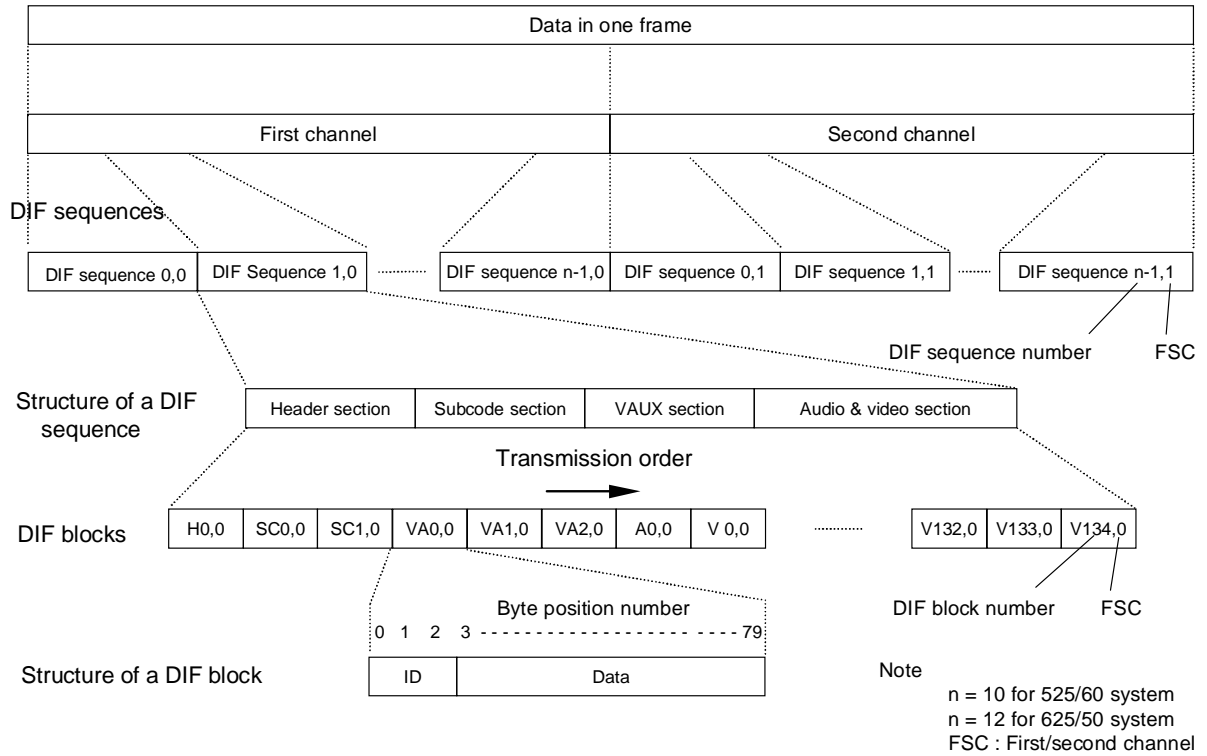 Data in one frame
First channel Second channel
DIF sequences
DIF sequence 0,0 DIF Sequence 1,0 DIF sequence n-1,0 DIF sequence 0,1 DIF sequence 1,1 DIF sequence n-1,1
DIF sequence number FSC
Structure of a DIF
sequence
Header section Subcode section VAUX section Audio & video section
Transmission order
DIF blocks
H0,0 SC0,0 SC1,0 VA0,0 VA1,0 VA2,0 A0,0 V 0,0 V132,0 V133,0 V134,0
DIF block number FSC
Byte position number
0 1 2 3 - - - - - - - - - - - - - - - - - - - - - - - 79
Structure of a DIF block
ID Data
Note
n = 10 for 525/60 system
n = 12 for 625/50 system
FSC : First/second channel